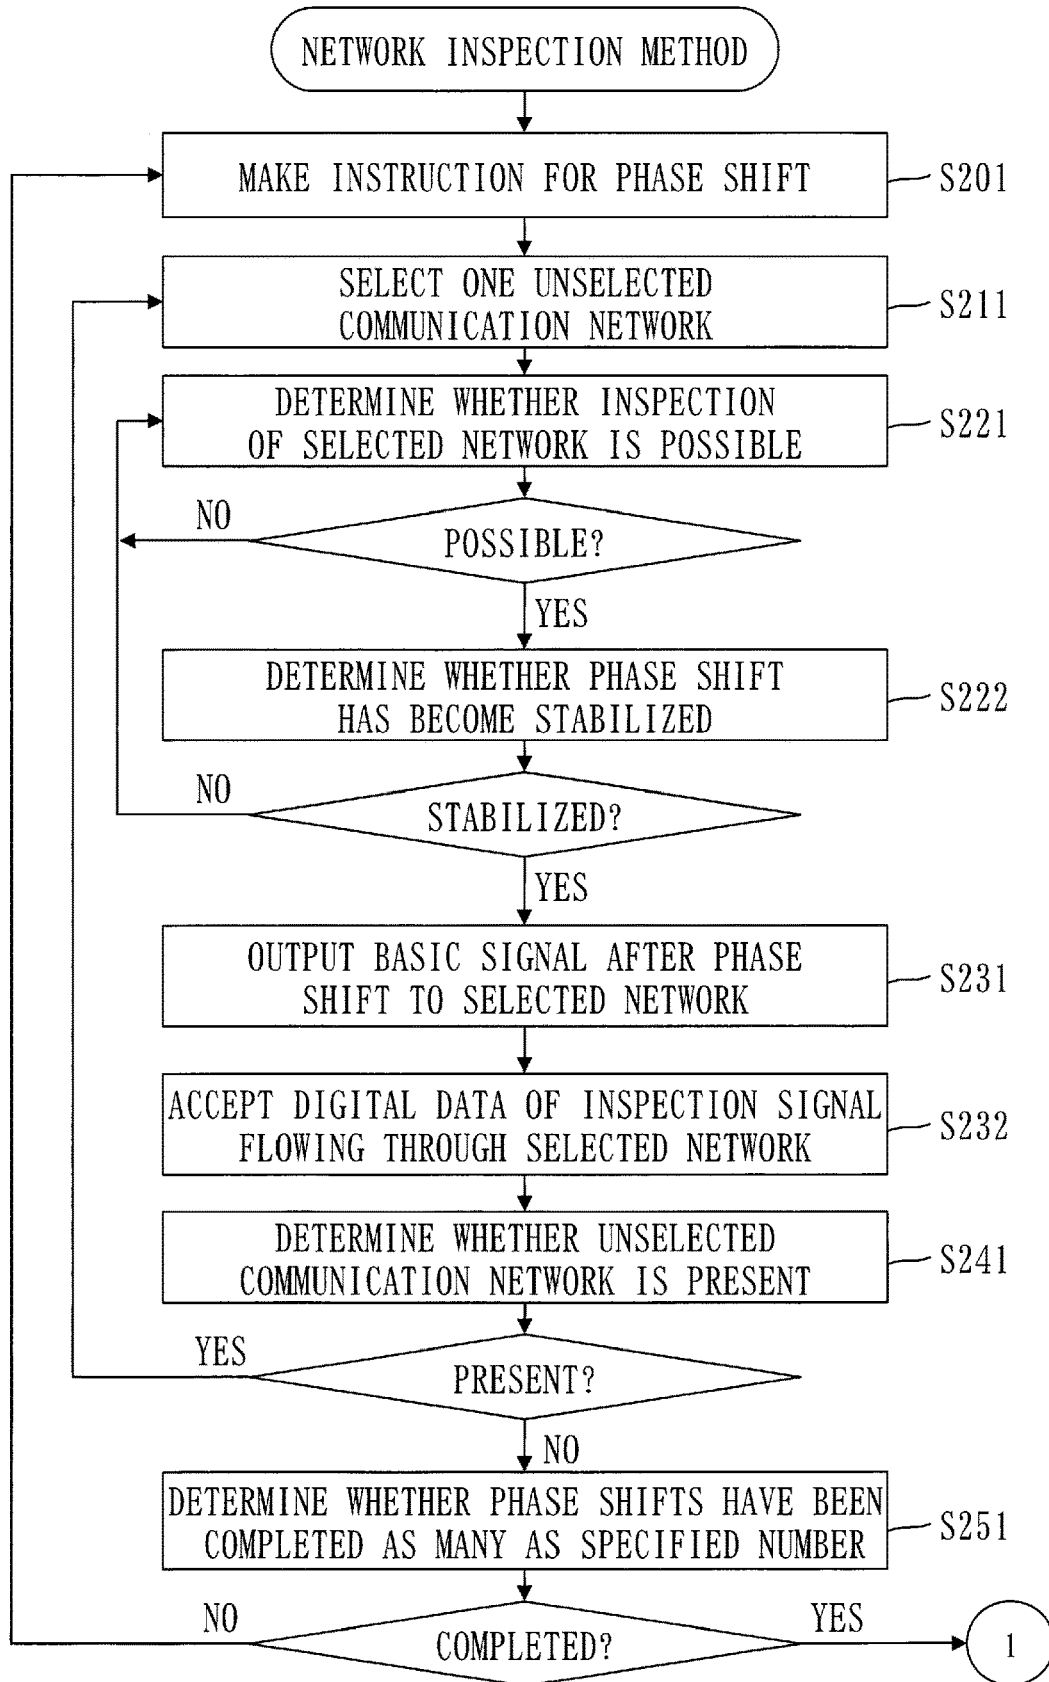 NETWORK INSPECTION METHOD
MAKE INSTRUCTION FOR PHASE SHIFT
S201
SELECT ONE UNSELECTED
COMMUNICATION NETWORK
S211
DETERMINE WHETHER INSPECTION
OF SELECTED NETWORK IS POSSIBLE
S221
NO
POSSIBLE?
YES
DETERMINE WHETHER PHASE SHIFT
HAS BECOME STABILIZED
S222
NO
STABILIZED?
YES
OUTPUT BASIC SIGNAL AFTER PHASE
SHIFT TO SELECTED NETWORK
S231
ACCEPT DIGITAL DATA OF INSPECTION SIGNAL
FLOWING THROUGH SELECTED NETWORK
S232
DETERMINE WHETHER UNSELECTED
COMMUNICATION NETWORK IS PRESENT
S241
YES
PRESENT?
NO
DETERMINE WHETHER PHASE SHIFTS HAVE BEEN
COMPLETED AS MANY AS SPECIFIED NUMBER
S251
NO
COMPLETED?
YES
1